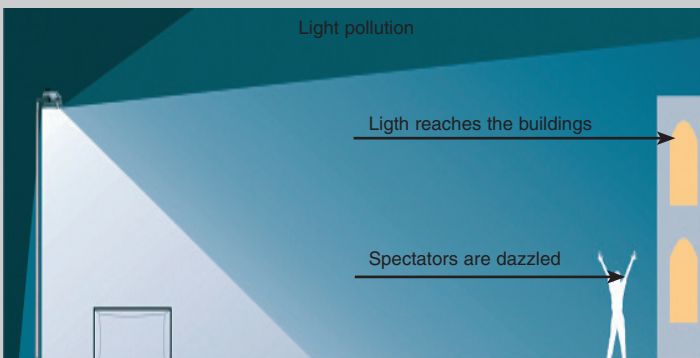 Light pollution
Ligth reaches the buildings
Spectators are dazzled